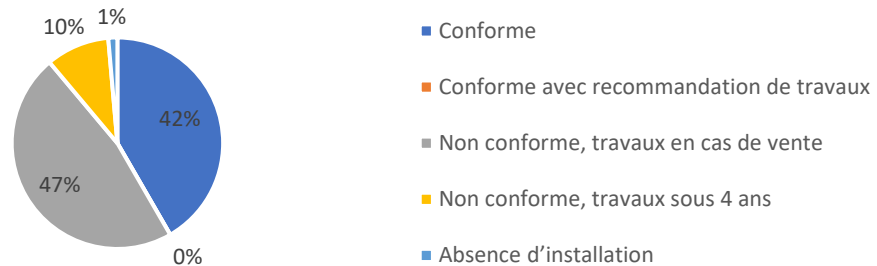 1%
10%
42%
47%
0%
Conforme
Conforme avec recommandation de travaux
Non conforme, travaux en cas de vente
Non conforme, travaux sous 4 ans
Absence d’installation